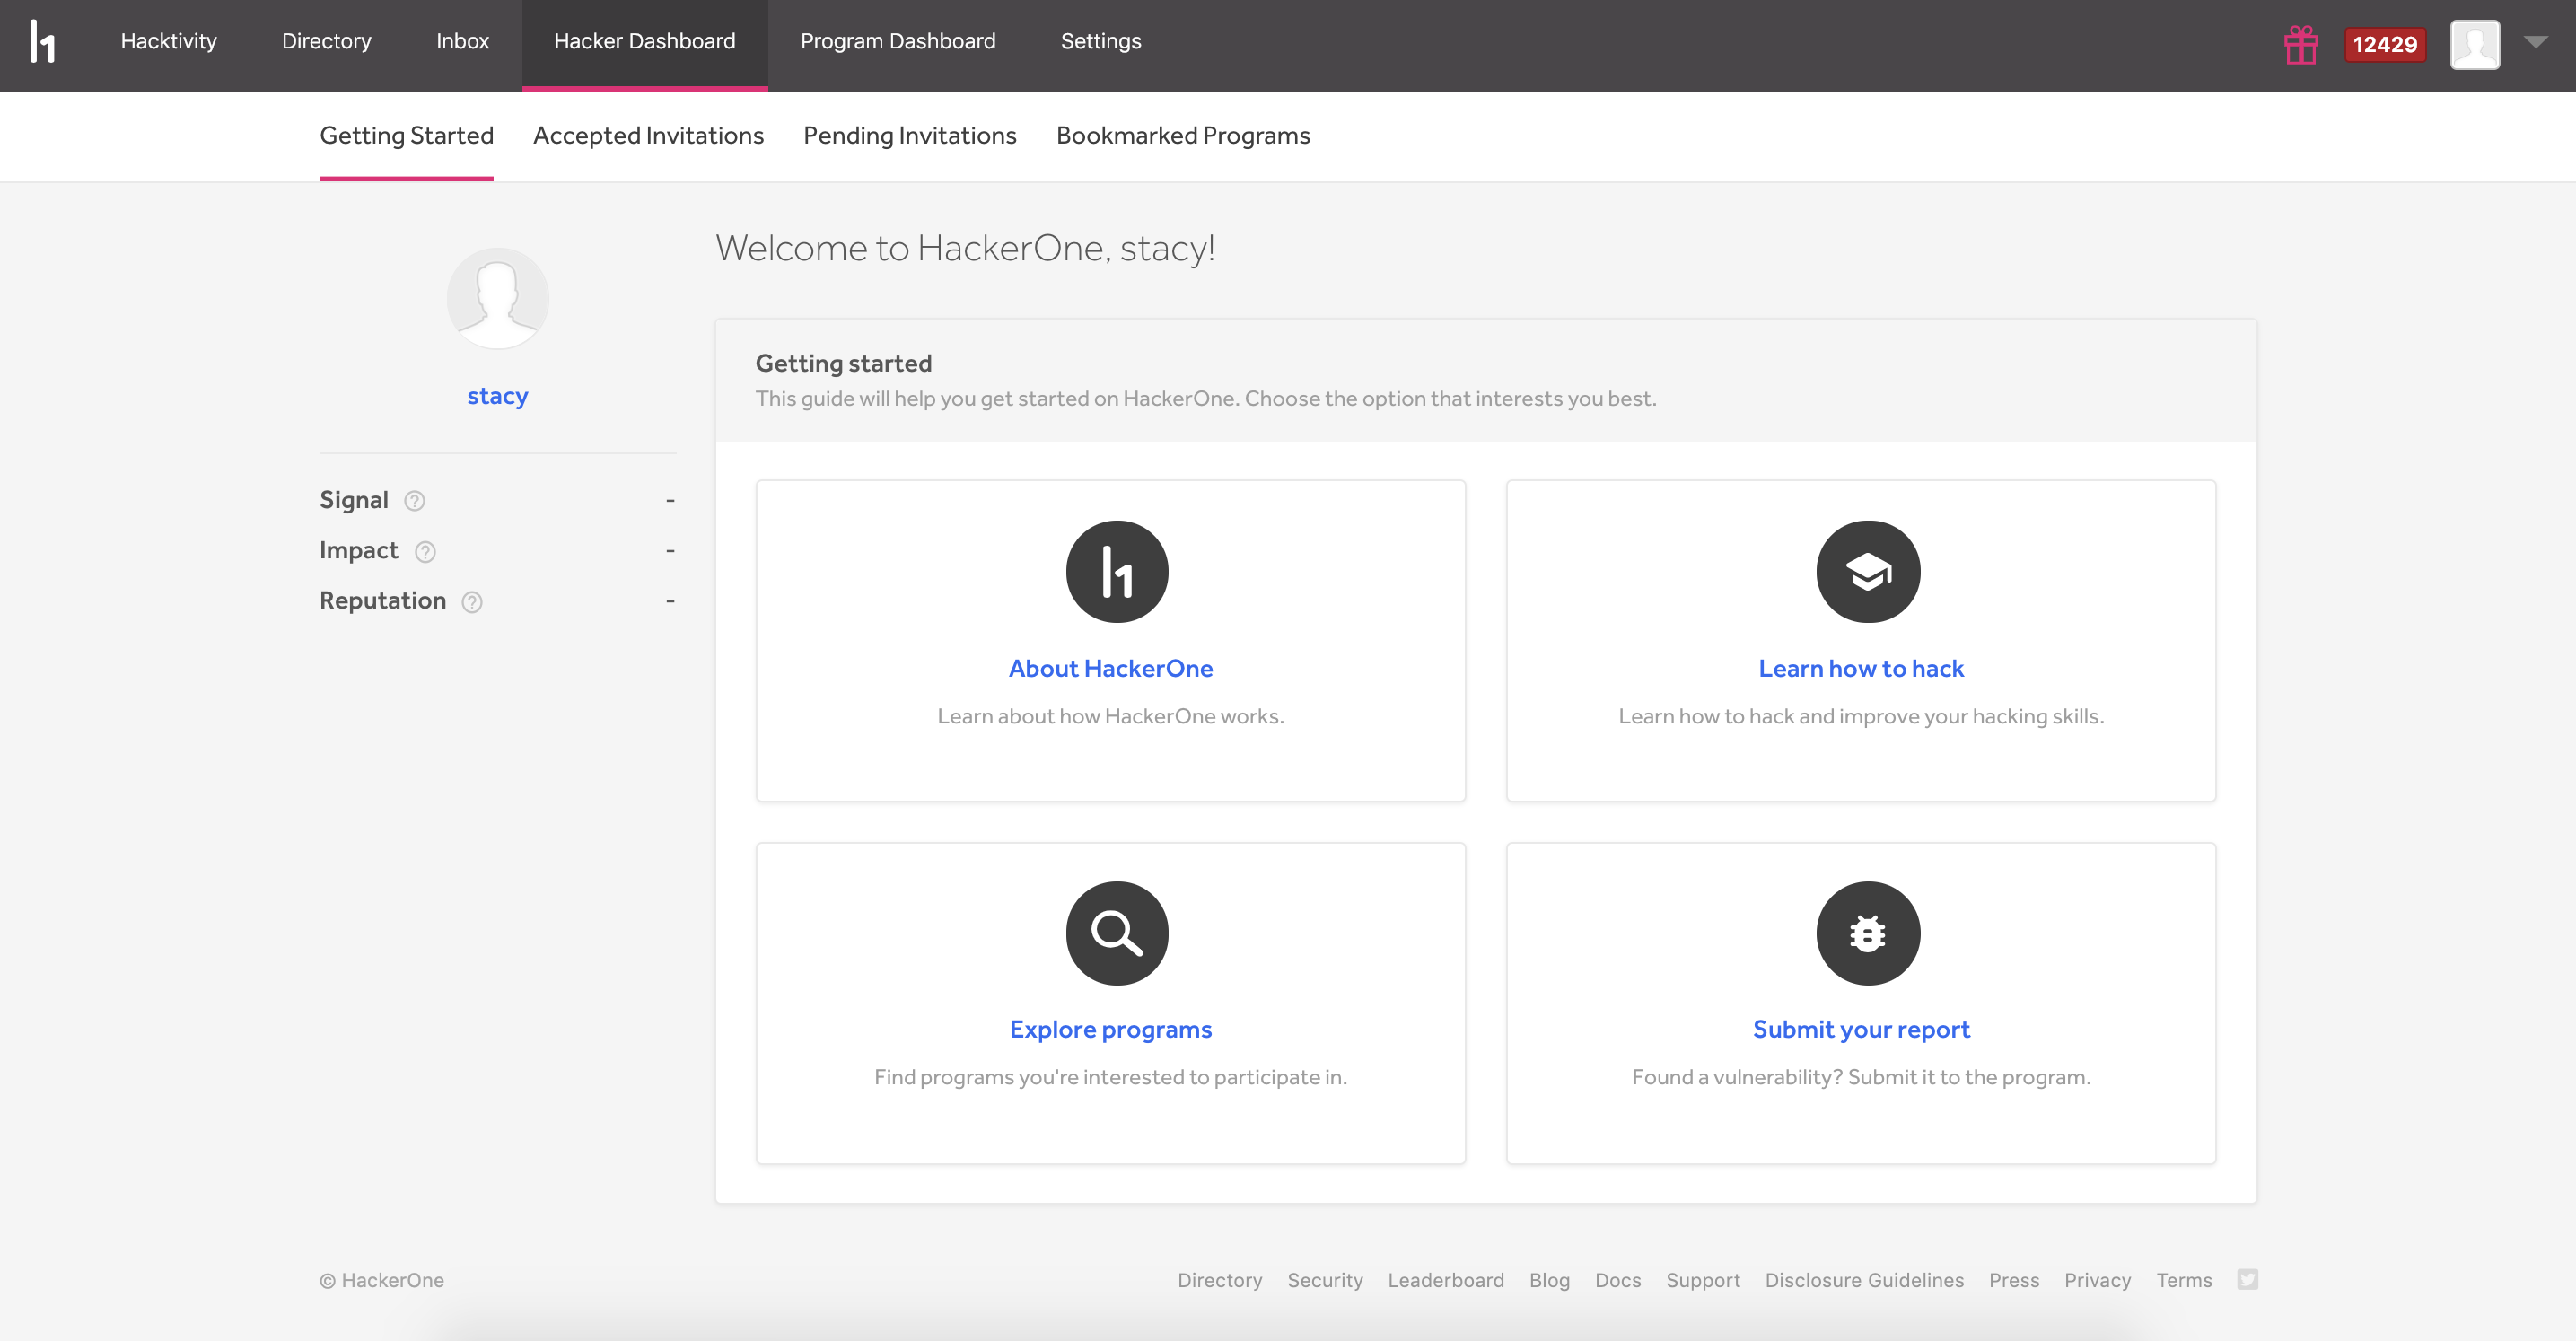 Hacktivity Directory Inbox Hacker Dashboard Program Dashboard Settings 12429
Getting Started Accepted Invitations Pending Invitations Bookmarked Programs
Welcome to HackerOne, stacy!
stacy
Signal ? -
Impact ? -
Reputation ? -
Getting started
This guide will help you get started on HackerOne. Choose the option that interests you best.
About HackerOne
Learn about how HackerOne works.
Learn how to hack
Learn how to hack and improve your hacking skills.
Explore programs
Find programs you're interested to participate in.
Submit your report
Found a vulnerability? Submit it to the program.
© HackerOne
Directory Security Leaderboard Blog Docs Support Disclosure Guidelines Press Privacy Terms